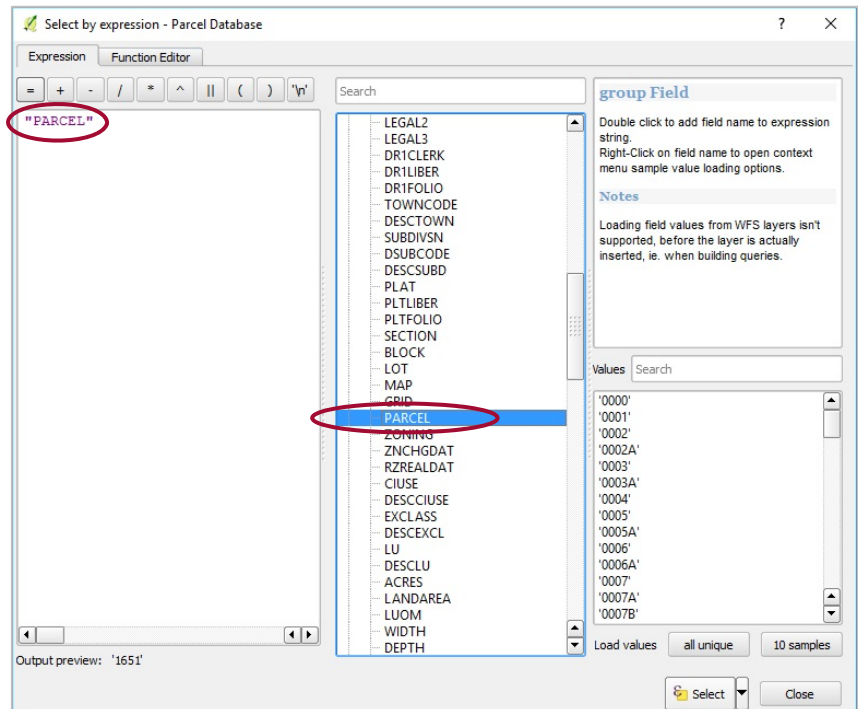 Select by expression - Parcel Database
? ×
Expression Function Editor
= + - / * ^ || ( ) '\n'
"PARCEL"
Output preview: '1651'
Search
LEGAL2
LEGAL3
DR1CLERK
DR1LIBER
DR1FOLIO
TOWNCODE
DESCTOWN
SUBDIVSN
DSUBCODE
DESCSUBD
PLAT
PLTLIBER
PLTFOLIO
SECTION
BLOCK
LOT
MAP
GRID
PARCEL
ZONING
ZNCHGDAT
RZREALDAT
CIUSE
DESCCIUSE
EXCLASS
DESCEXCL
LU
DESCLU
ACRES
LANDAREA
LUOM
WIDTH
DEPTH
group Field
Double click to add field name to expression
string.
Right-Click on field name to open context
menu sample value loading options.
Notes
Loading field values from WFS layers isn't
supported, before the layer is actually
inserted, ie. when building queries.
Values Search
'0000'
'0001'
'0002'
'0002A'
'0003'
'0003A'
'0004'
'0005'
'0005A'
'0006'
'0006A'
'0007'
'0007A'
'0007B'
Load values all unique 10 samples
Select Close